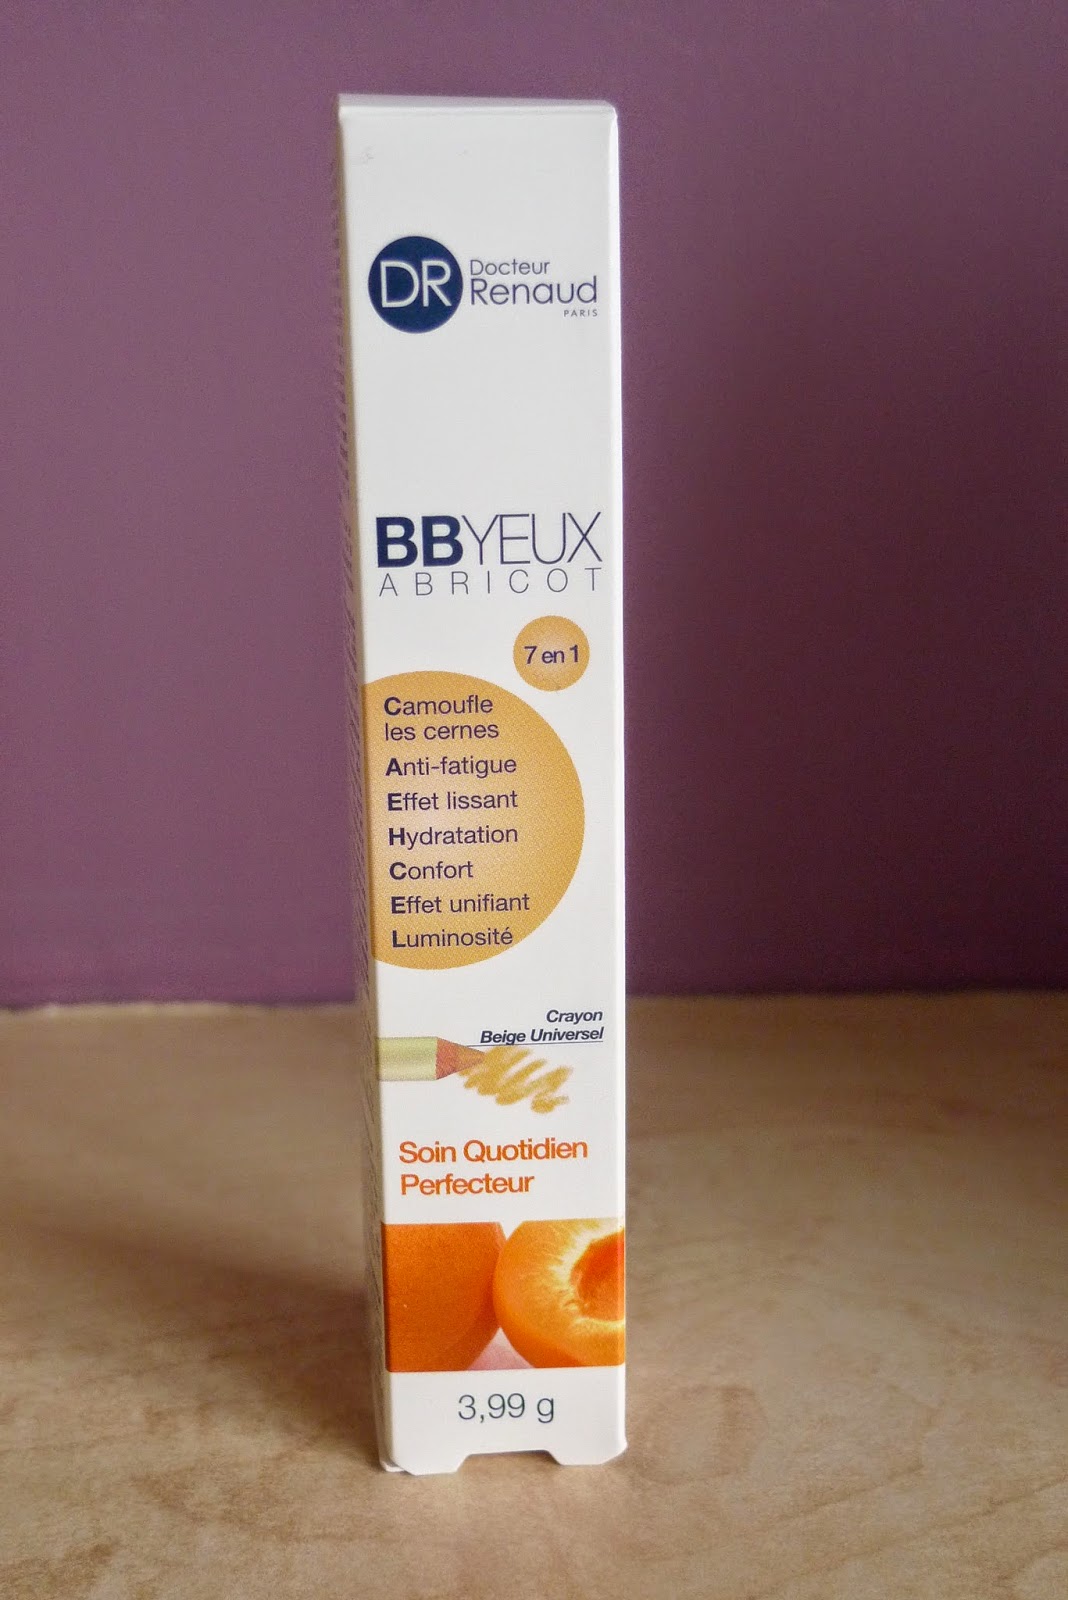 DR Docteur
Renaud
PARIS
BBYEUX
ABRICOT
7 en 1
Camoufle
les cernes
Anti-fatigue
Effet lissant
Hydratation
Confort
Effet unifiant
Luminosité
Crayon
Beige Universel
Soin Quotidien
Perfecteur
3,99 g